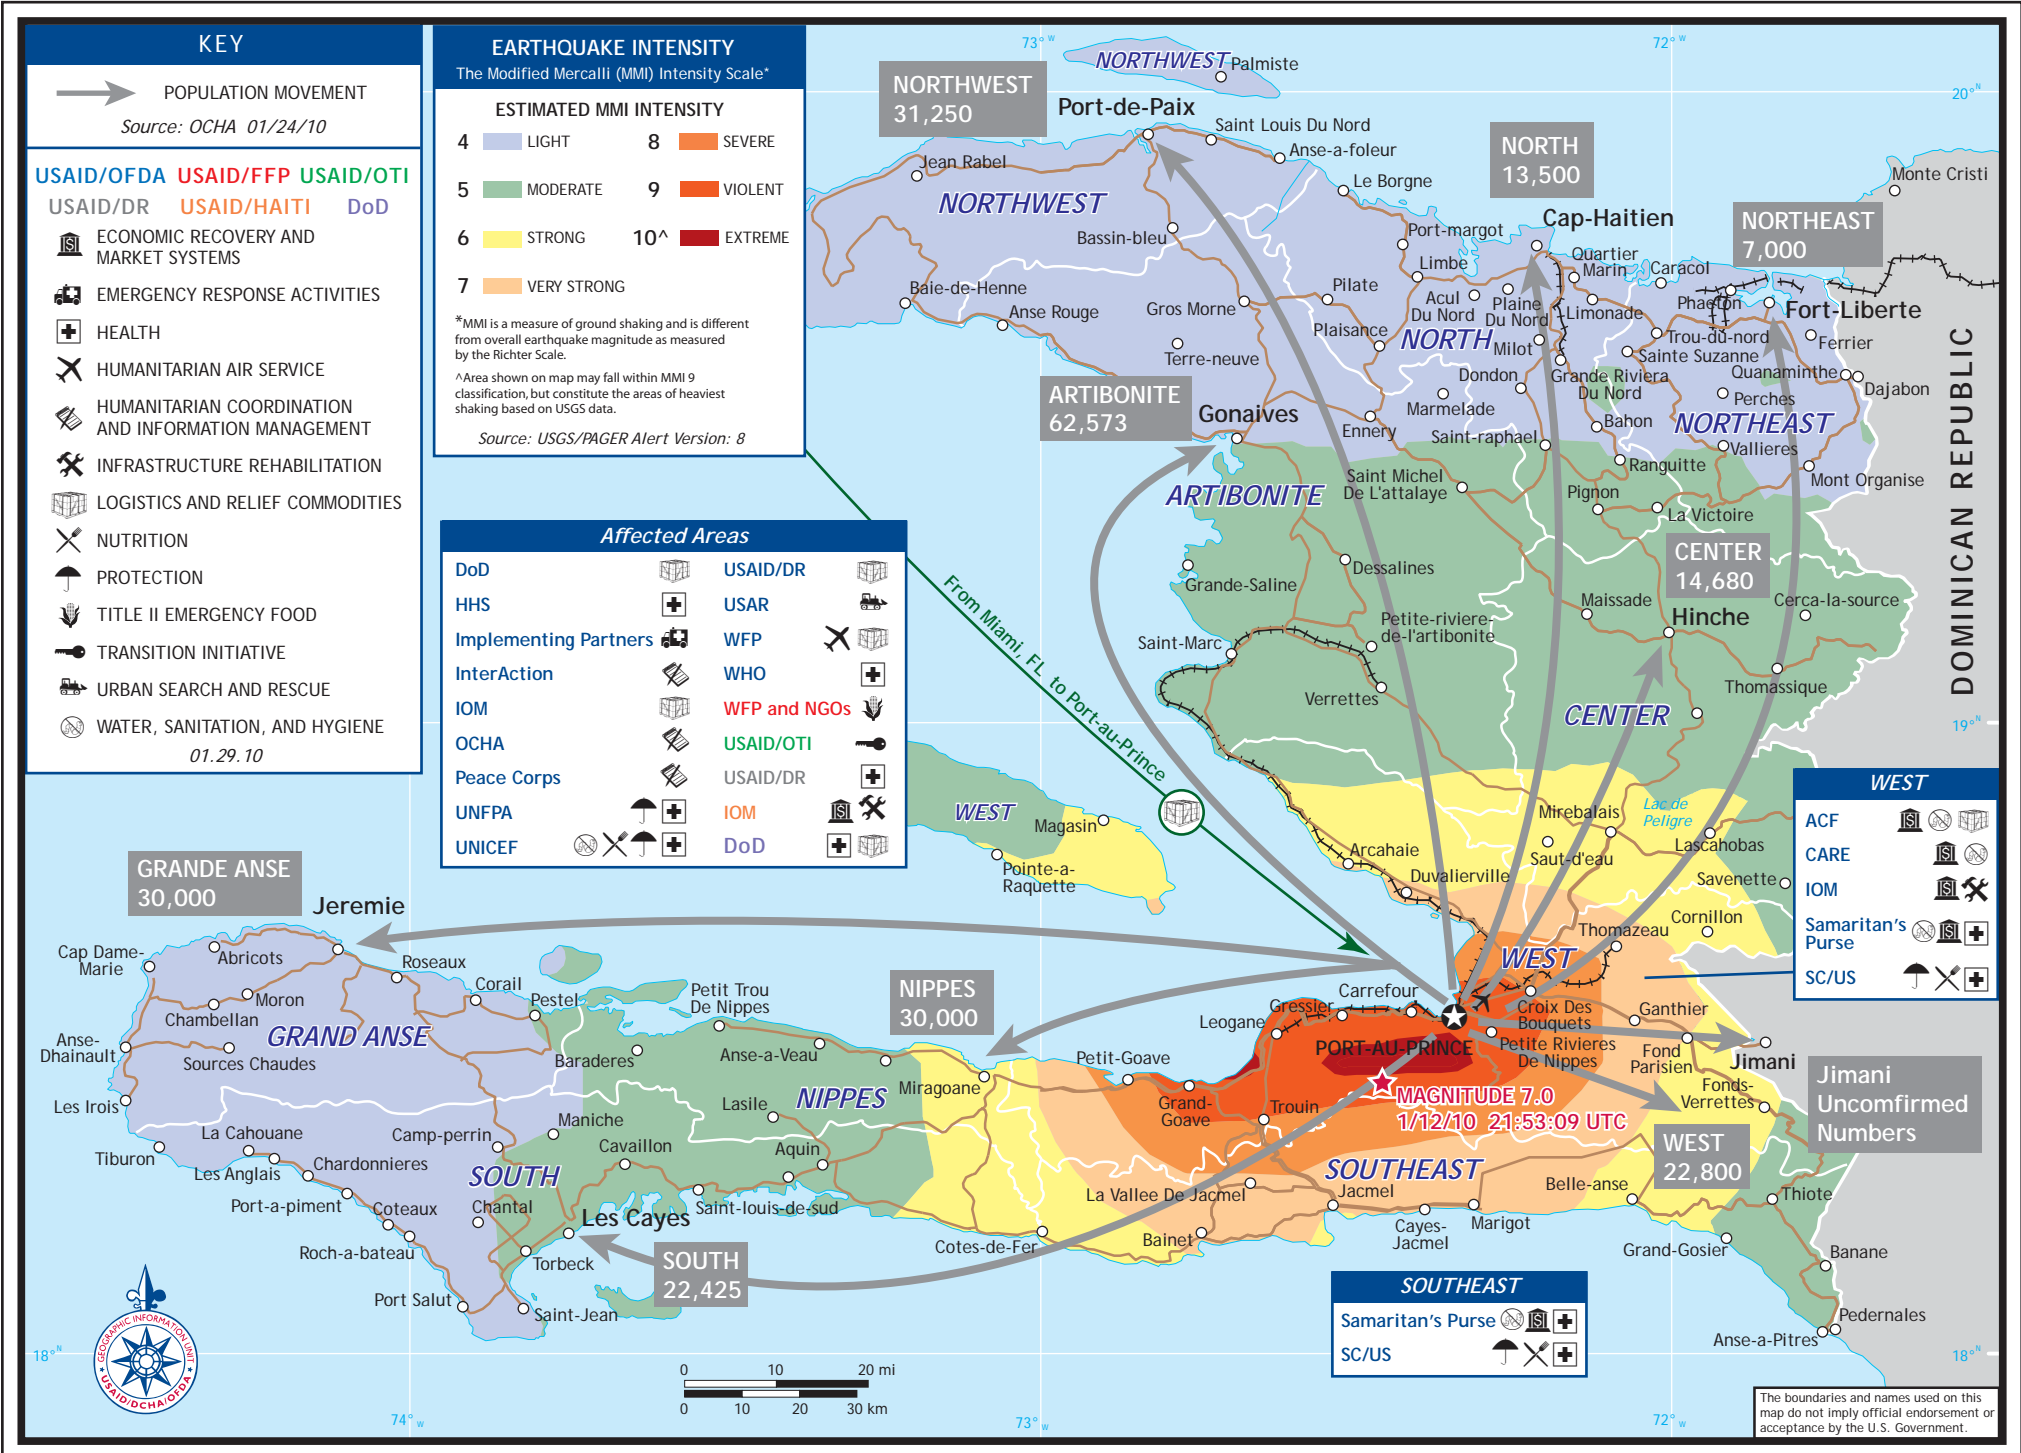 KEY
POPULATION MOVEMENT
Source: OCHA 01/24/10
USAID/OFDA USAID/FFP USAID/OTI
USAID/DR USAID/HAITI DoD
ECONOMIC RECOVERY AND
MARKET SYSTEMS
EMERGENCY RESPONSE ACTIVITIES
HEALTH
HUMANITARIAN AIR SERVICE
HUMANITARIAN COORDINATION
AND INFORMATION MANAGEMENT
INFRASTRUCTURE REHABILITATION
LOGISTICS AND RELIEF COMMODITIES
NUTRITION
PROTECTION
TITLE II EMERGENCY FOOD
TRANSITION INITIATIVE
URBAN SEARCH AND RESCUE
WATER, SANITATION, AND HYGIENE
01.29.10
EARTHQUAKE INTENSITY
The Modified Mercalli (MMI) Intensity Scale*
ESTIMATED MMI INTENSITY
4 LIGHT
8 SEVERE
5 MODERATE
9 VIOLENT
6 STRONG
10^ EXTREME
7 VERY STRONG
*MMI is a measure of ground shaking and is different
from overall earthquake magnitude as measured
by the Richter Scale.
^Area shown on map may fall within MMI 9
classification, but constitute the areas of heaviest
shaking based on USGS data.
Source: USGS/PAGER Alert Version: 8
Affected Areas
DoD
USAID/DR
HHS
USAR
Implementing Partners
WFP
InterAction
WHO
IOM
WFP and NGOs
OCHA
USAID/OTI
Peace Corps
USAID/DR
UNFPA
IOM
UNICEF
DoD
From Miami, FL to Port-au-Prince
73° W
72° W
20° N
NORTHWEST
Palmiste
NORTHWEST
31,250
Port-de-Paix
Saint Louis Du Nord
Anse-a-foleur
Jean Rabel
Le Borgne
NORTHWEST
Bassin-bleu
NORTH
13,500
Cap-Haitien
Monte Cristi
NORTHEAST
7,000
Port-margot
Quartier
Marin
Limbe
Caracol
Baie-de-Henne
Anse Rouge
Gros Morne
Pilate
Acul
Du Nord
Plaine
Du Nord
Limonade
Phaeton
Fort-Liberte
Plaisance
NORTH
Milot
Trou-du-nord
Sainte Suzanne
Ferrier
Terre-neuve
Dondon
Grande Riviera
Du Nord
Quanaminthe
Dajabon
ARTIBONITE
62,573
Gonaives
Marmelade
Perches
Ennery
Saint-raphael
Bahon
NORTHEAST
Vallieres
Ranguitte
Mont Organise
ARTIBONITE
Saint Michel
De L'attalaye
Pignon
La Victoire
DOMINICAN REPUBLIC
CENTER
14,680
Grande-Saline
Dessalines
Maissade
Hinche
Cerca-la-source
Petite-riviere-
de-l'artibonite
Saint-Marc
Verrettes
Thomassique
CENTER
19° N
WEST
Magasin
Pointe-a-
Raquette
Mirebalais
Lac de
Peligre
Lascahobas
Saut-d'eau
Arcahaie
Duvalierville
Savenette
Cornillon
Thomazeau
WEST
WEST
ACF
CARE
IOM
Samaritan's
Purse
SC/US
GRANDE ANSE
30,000
Jeremie
Cap Dame-
Marie
Abricots
Roseaux
Corail
Moron
Chambellan
Pestel
Petit Trou
De Nippes
NIPPES
30,000
Carrefour
Gressier
Leogane
Croix Des
Bouquets
Ganthier
Anse-
Dhainault
GRAND ANSE
Sources Chaudes
Baraderes
Anse-a-Veau
Petit-Goave
PORT-AU-PRINCE
Petite Rivieres
De Nippes
Fond
Parisien
Jimani
Miragoane
NIPPES
Les Irois
Lasile
Grand-
Goave
Trouin
MAGNITUDE 7.0
1/12/10 21:53:09 UTC
Fonds-
Verrettes
Jimani
Uncomfirmed
Numbers
Maniche
La Cahouane
Camp-perrin
Cavaillon
Aquin
Tiburon
Les Anglais
Chardonnieres
SOUTH
SOUTHEAST
WEST
22,800
Port-a-piment
Coteaux
Chantal
Les Cayes
Saint-louis-de-sud
La Vallee De Jacmel
Jacmel
Belle-anse
Thiote
Roch-a-bateau
Torbeck
Cotes-de-Fer
Bainet
Cayes-
Jacmel
Marigot
Grand-Gosier
Banane
SOUTH
22,425
Port Salut
Saint-Jean
Pedernales
Anse-a-Pitres
SOUTHEAST
Samaritan's Purse
SC/US
18° N
18° N
GEOGRAPHIC INFORMATION UNIT
USAID/DCHA/OFDA
0 10 20 mi
0 10 20 30 km
74° W
73° W
72° W
The boundaries and names used on this
map do not imply official endorsement or
acceptance by the U.S. Government.